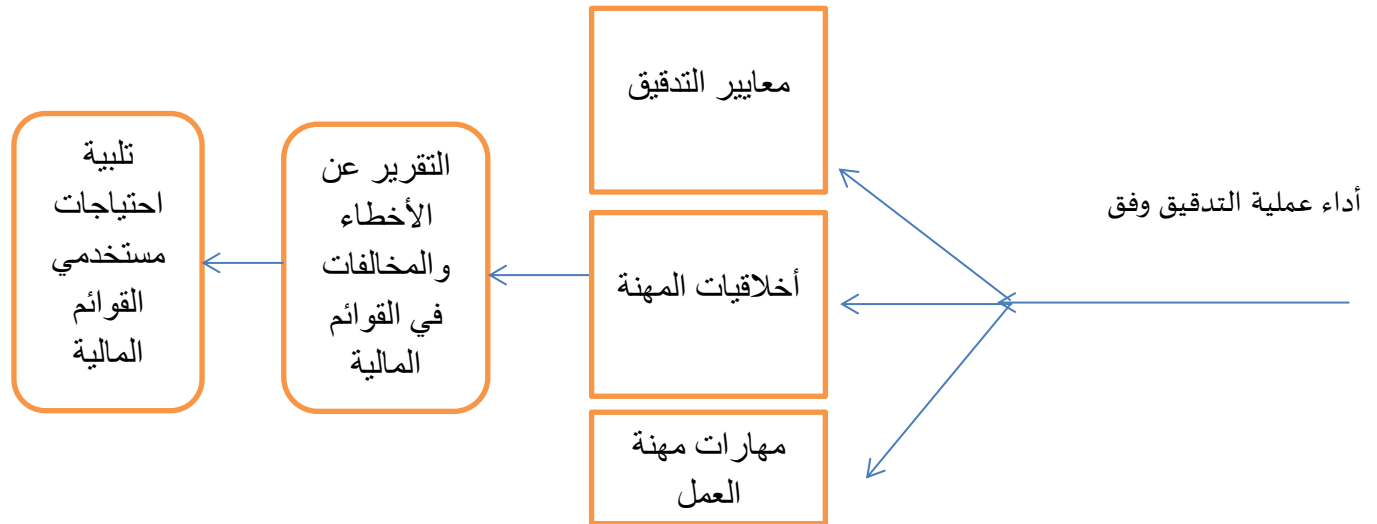 أداء عملية التدقيق وفق
معايير التدقيق
أخلاقيات المهنة
مهارات مهنة
العمل
التقرير عن
الأخطاء
والمخالفات
في القوائم
المالية
تلبية
احتياجات
مستخدمي
القوائم
المالية